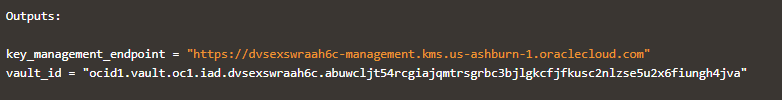 Outputs:
key_management_endpoint = "https://dvsexswraah6c-management.kms.us-ashburn-1.oraclecloud.com"
vault_id = "ocid1.vault.oc1.iad.dvsexswraah6c.abuwcljt54rcgiajqmtrsgrbc3bjlgkcfjfkusc2nlzse5u2x6fiungh4jva"